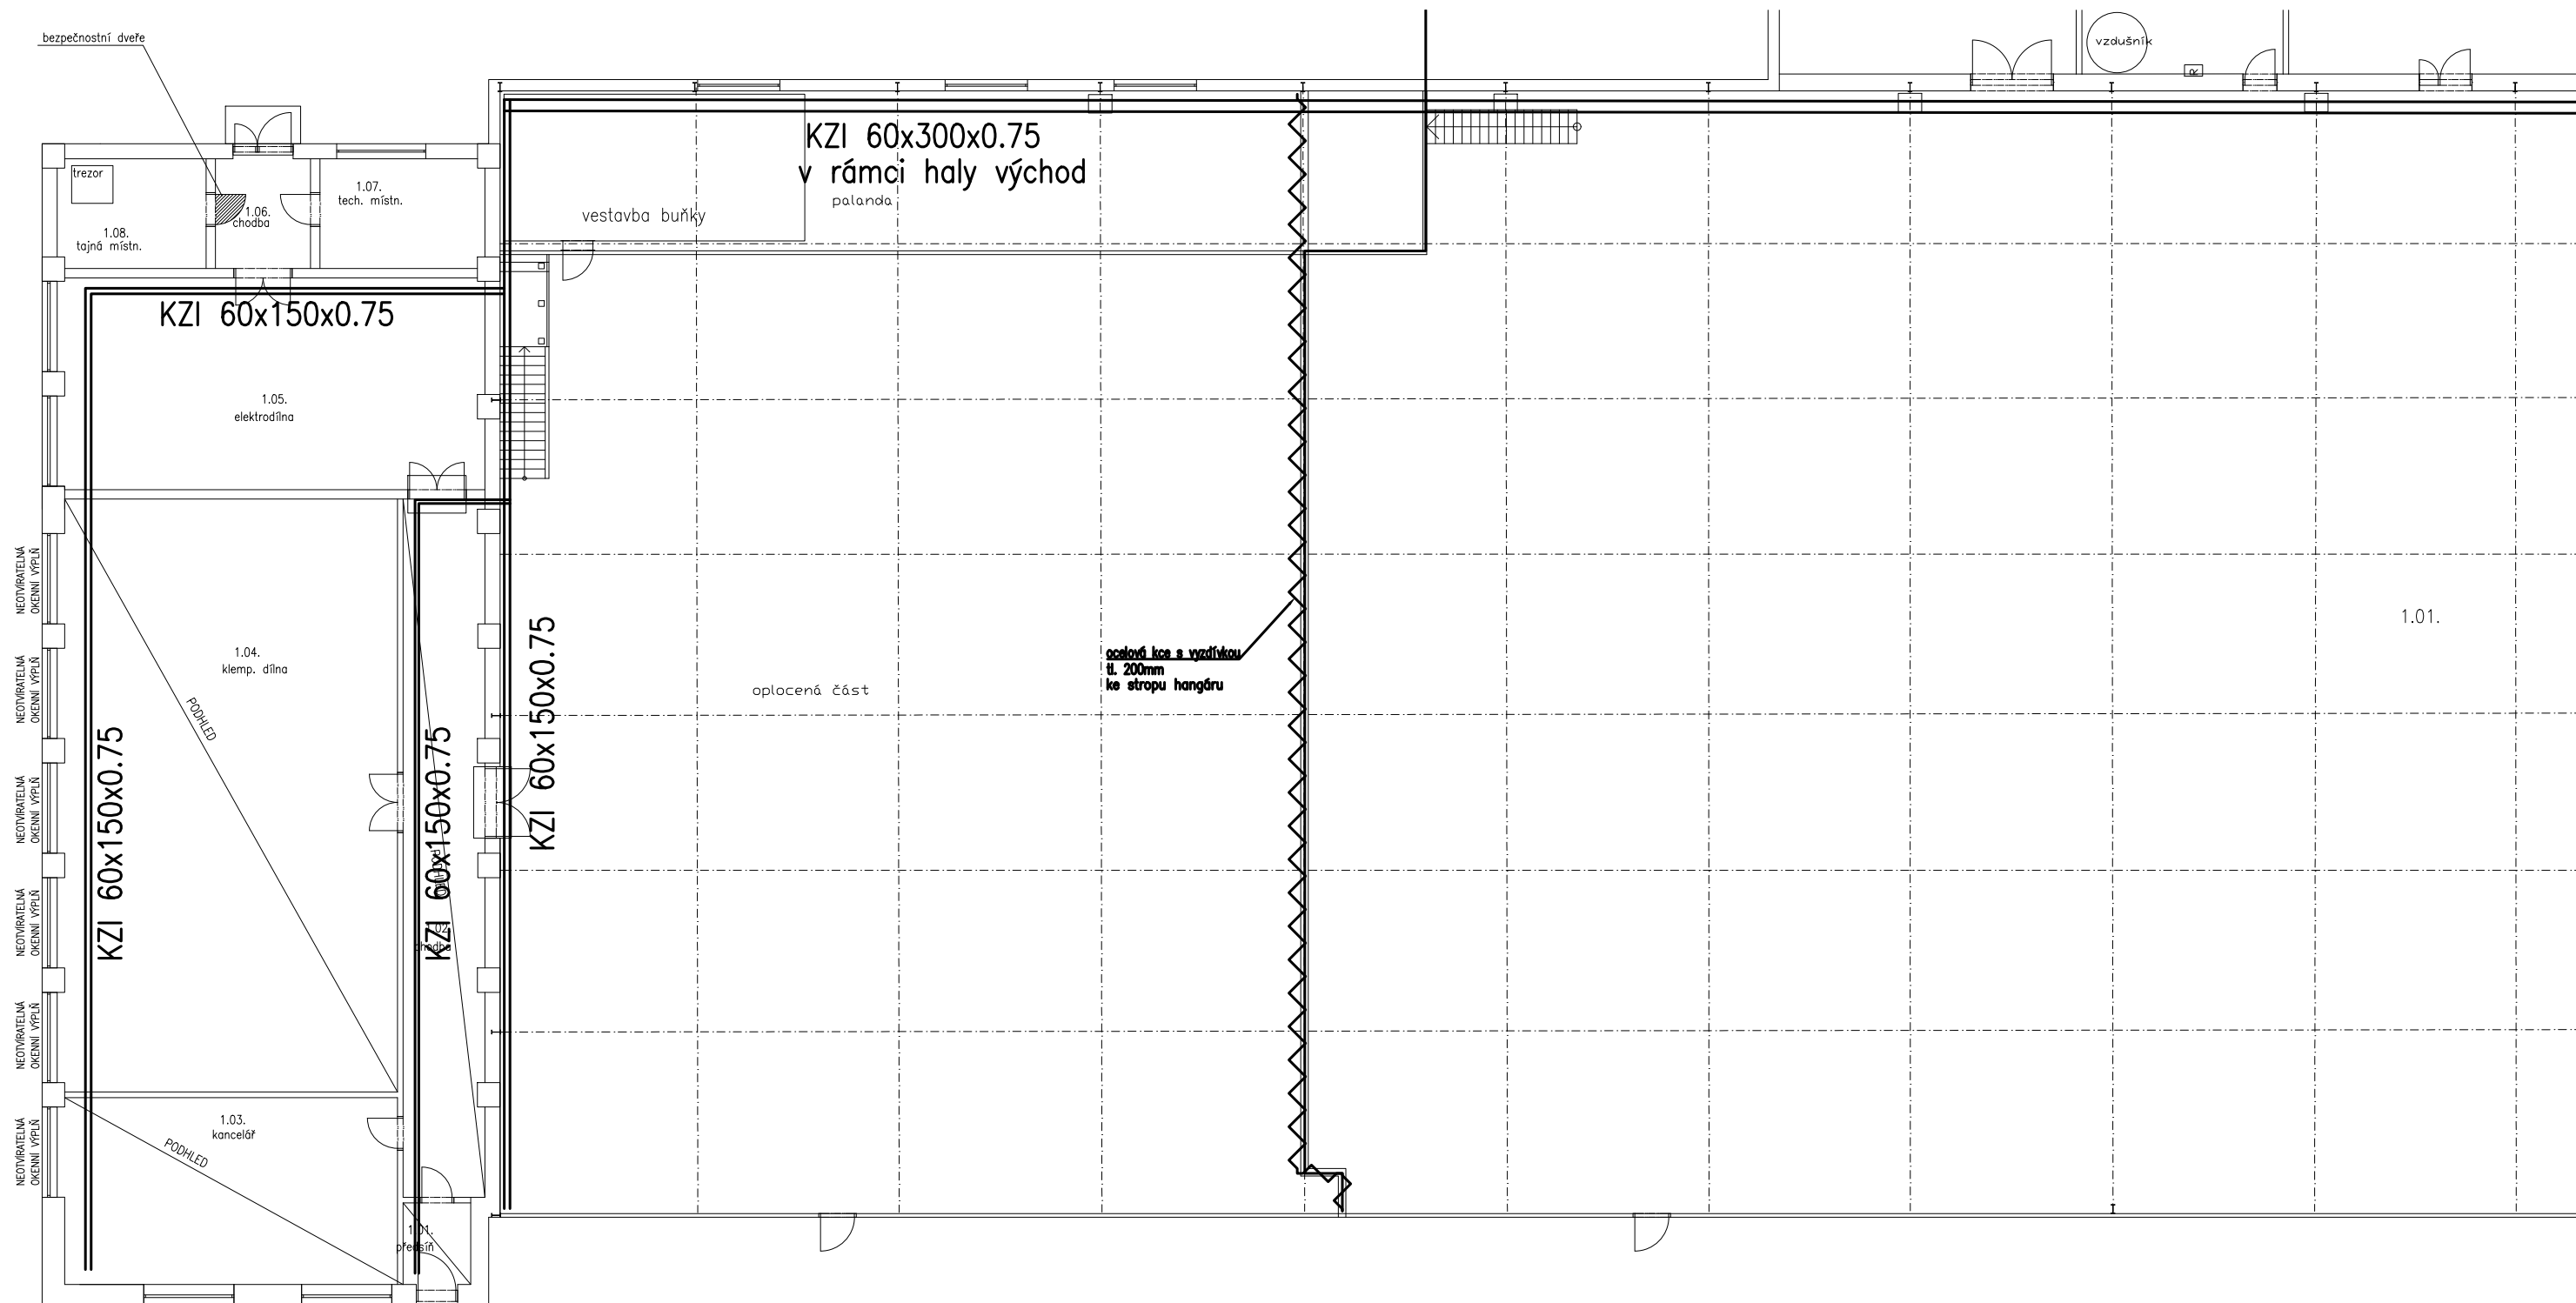 bezpečnostní dveře
vzdušník
R
KZI 60x300x0.75
v rámci haly východ
palanda
vestavba buňky
trezor
1.08.
tajná místn.
1.06.
chodba
1.07.
tech. místn.
KZI 60x150x0.75
1.05.
elektrodílna
NEOTVÍRATELNÁ
OKENNÍ VÝPLŇ
NEOTVÍRATELNÁ
OKENNÍ VÝPLŇ
NEOTVÍRATELNÁ
OKENNÍ VÝPLŇ
NEOTVÍRATELNÁ
OKENNÍ VÝPLŇ
NEOTVÍRATELNÁ
OKENNÍ VÝPLŇ
NEOTVÍRATELNÁ
OKENNÍ VÝPLŇ
1.04.
klemp. dílna
PODHLED
KZI 60x150x0.75
KZI 60x150x0.75
PODHLED
1.02.
chodba
KZI 60x150x0.75
oplocená část
ocelová kce s vyzdívkou
tl. 200mm
ke stropu hangáru
1.01.
1.03.
kancelář
PODHLED
1.01.
předsíň